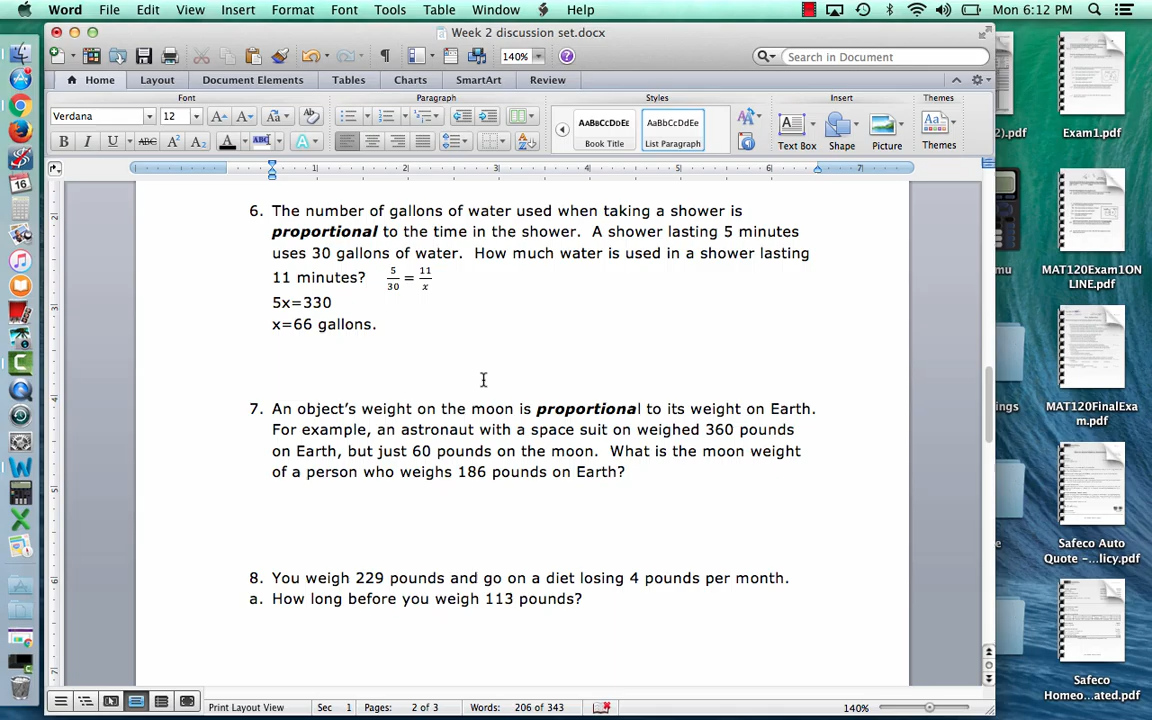 Word File Edit View Insert Format Font Tools Table Window Help Mon 6:12 PM
Week 2 discussion set.docx
140% Search in Document
Home Layout Document Elements Tables Charts SmartArt Review
Font Paragraph Styles Insert Themes
Verdana 12 AaBbCcDdEe AaBbCcDdEe
Book Title List Paragraph Text Box Shape Picture Themes
6. The number of gallons of water used when taking a shower is
proportional to the time in the shower. A shower lasting 5 minutes
uses 30 gallons of water. How much water is used in a shower lasting
11 minutes? 5/30 = 11/x
5x=330
x=66 gallons.
7. An object's weight on the moon is proportional to its weight on Earth.
For example, an astronaut with a space suit on weighed 360 pounds
on Earth, but just 60 pounds on the moon. What is the moon weight
of a person who weighs 186 pounds on Earth?
8. You weigh 229 pounds and go on a diet losing 4 pounds per month.
a. How long before you weigh 113 pounds?
Print Layout View Sec 1 Pages: 2 of 3 Words: 206 of 343 140%
2).pdf
Exam1.pdf
MAT120Exam1ON
LINE.pdf
MAT120FinalExa
m.pdf
Safeco Auto
Quote -...licy.pdf
Safeco
Homeo...ated.pdf